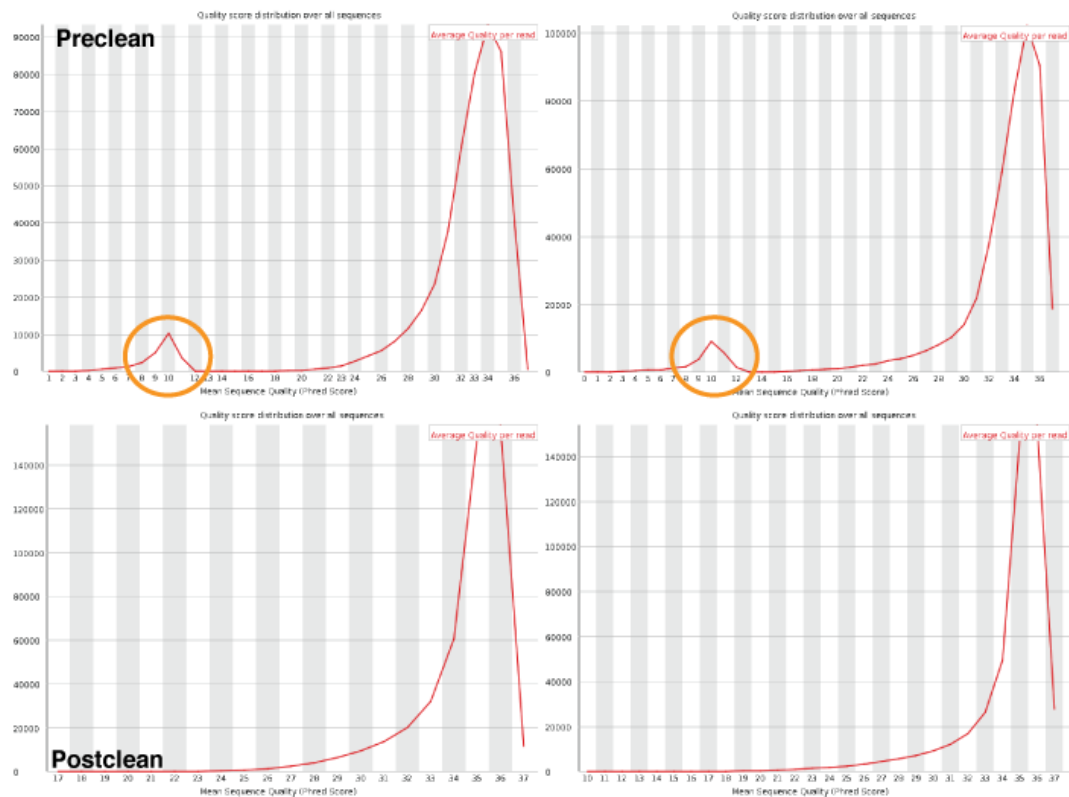 Quality score distribution over all sequences
Preclean
Average Quality per read
90000
80000
70000
60000
50000
40000
30000
20000
10000
0
1 2 3 4 5 6 7 8 9 10 12 13 14 16 18 20 22 23 24 26 28 30 32 33 34 36
Mean Sequence Quality (Phred Score)
Quality score distribution over all sequences
Average Quality per read
100000
80000
60000
40000
20000
0
0 1 2 3 4 5 6 7 8 9 10 12 14 16 18 20 22 24 26 28 30 32 34 36
Mean Sequence Quality (Phred Score)
Quality score distribution over all sequences
Average Quality per read
140000
120000
100000
80000
60000
40000
20000
0
Postclean
17 18 19 20 21 22 23 24 25 26 27 28 29 30 31 32 33 34 35 36 37
Mean Sequence Quality (Phred Score)
Quality score distribution over all sequences
Average Quality per read
140000
120000
100000
80000
60000
40000
20000
0
10 11 12 13 14 15 16 17 18 19 20 21 22 23 24 25 26 27 28 29 30 31 32 33 34 35 36 37
Mean Sequence Quality (Phred Score)